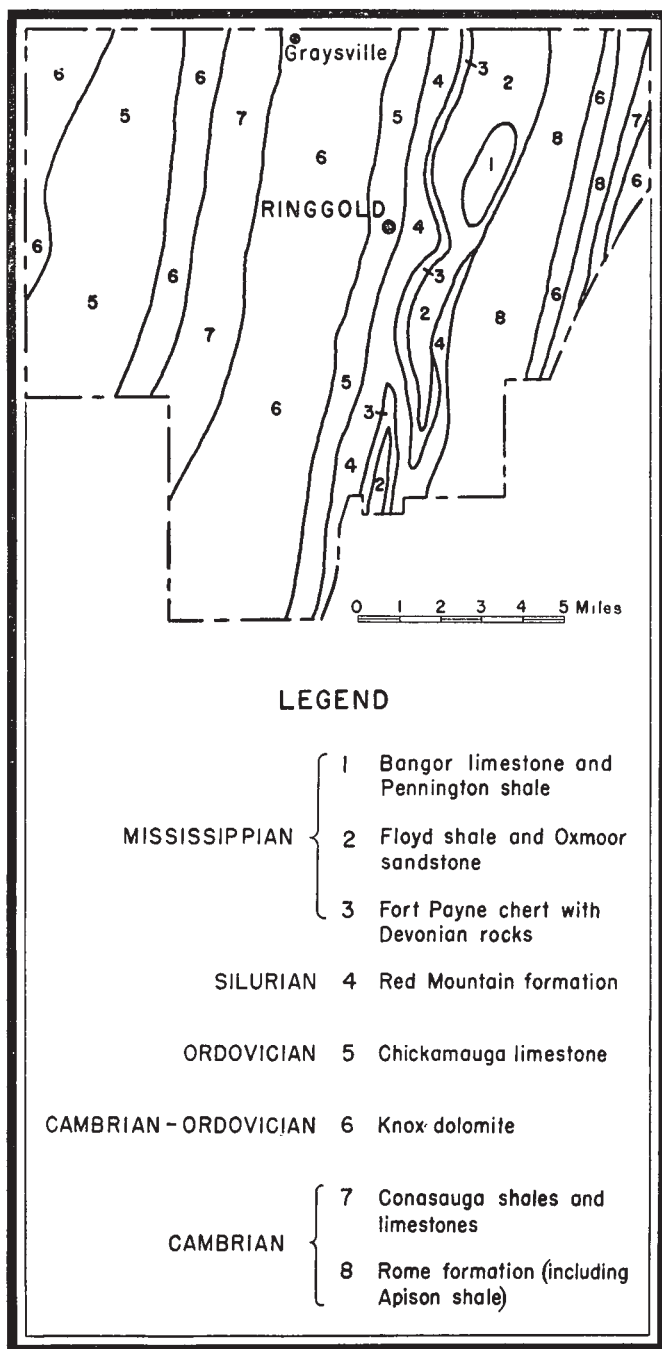 Graysville
6 5 6 7 6 5 4 3 2 8 6 7
1 8 6
RINGGOLD
4
6 5 6 7 3 2 4 8 6
5
6 3
4 2
0 1 2 3 4 5 Miles
LEGEND
1 Bangor limestone and
Pennington shale
MISSISSIPPIAN 2 Floyd shale and Oxmoor
sandstone
3 Fort Payne chert with
Devonian rocks
SILURIAN 4 Red Mountain formation
ORDOVICIAN 5 Chickamauga limestone
CAMBRIAN-ORDOVICIAN 6 Knox dolomite
7 Conasauga shales and
limestones
CAMBRIAN
8 Rome formation (including
Apison shale)